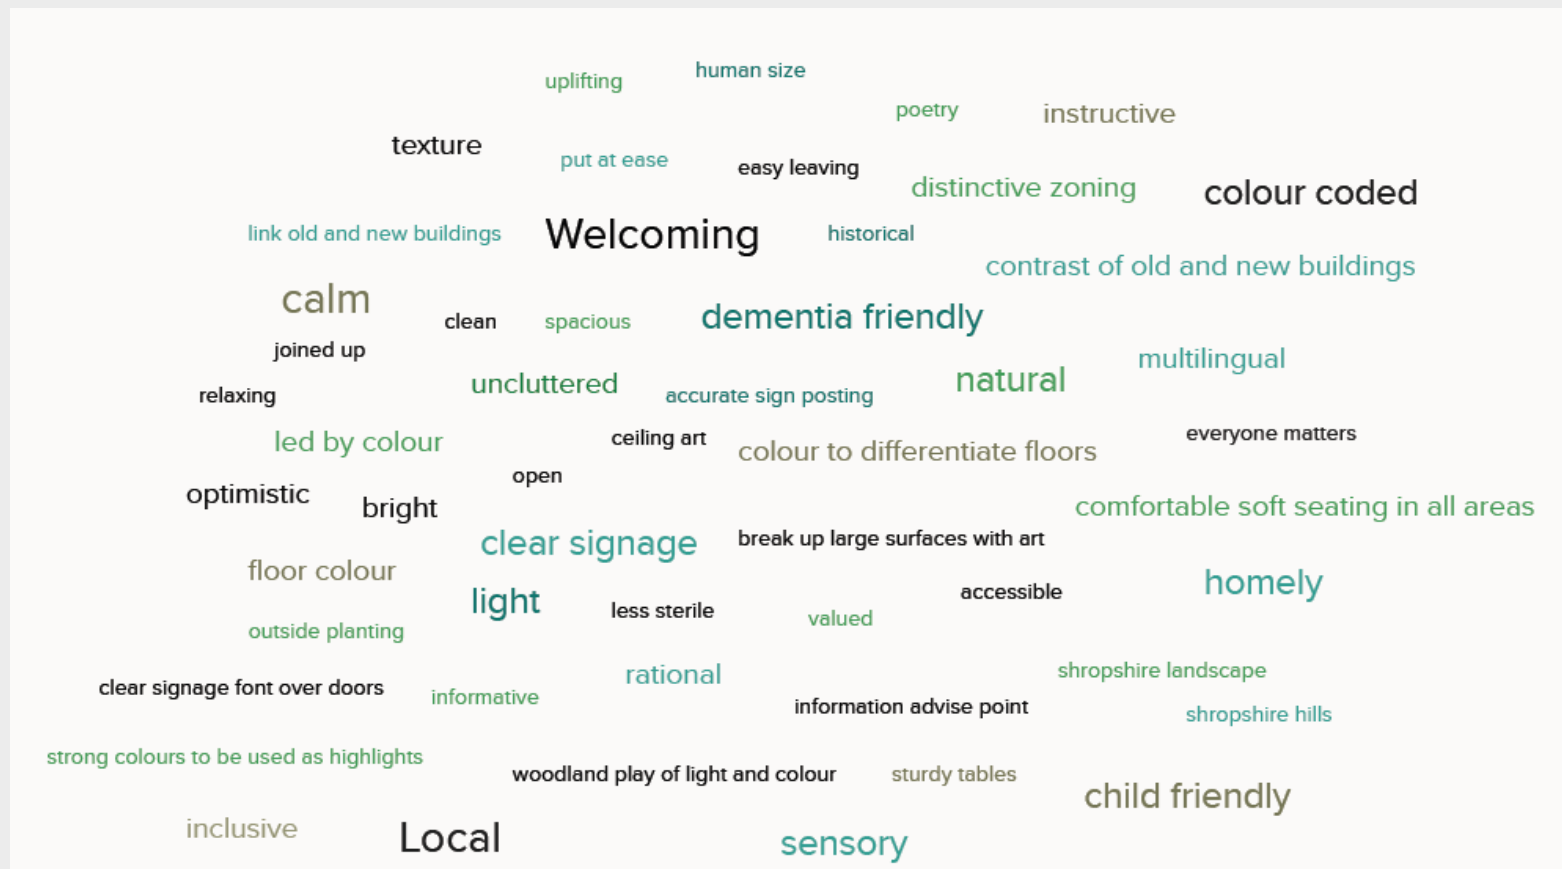 uplifting
human size
poetry
instructive
texture
put at ease
easy leaving
distinctive zoning
colour coded
link old and new buildings
Welcoming
historical
contrast of old and new buildings
calm
clean
spacious
dementia friendly
joined up
multilingual
relaxing
uncluttered
accurate sign posting
natural
led by colour
ceiling art
colour to differentiate floors
everyone matters
open
optimistic
bright
comfortable soft seating in all areas
clear signage
break up large surfaces with art
floor colour
light
less sterile
accessible
homely
outside planting
valued
rational
shropshire landscape
clear signage font over doors
informative
information advise point
shropshire hills
strong colours to be used as highlights
woodland play of light and colour
sturdy tables
child friendly
inclusive
Local
sensory